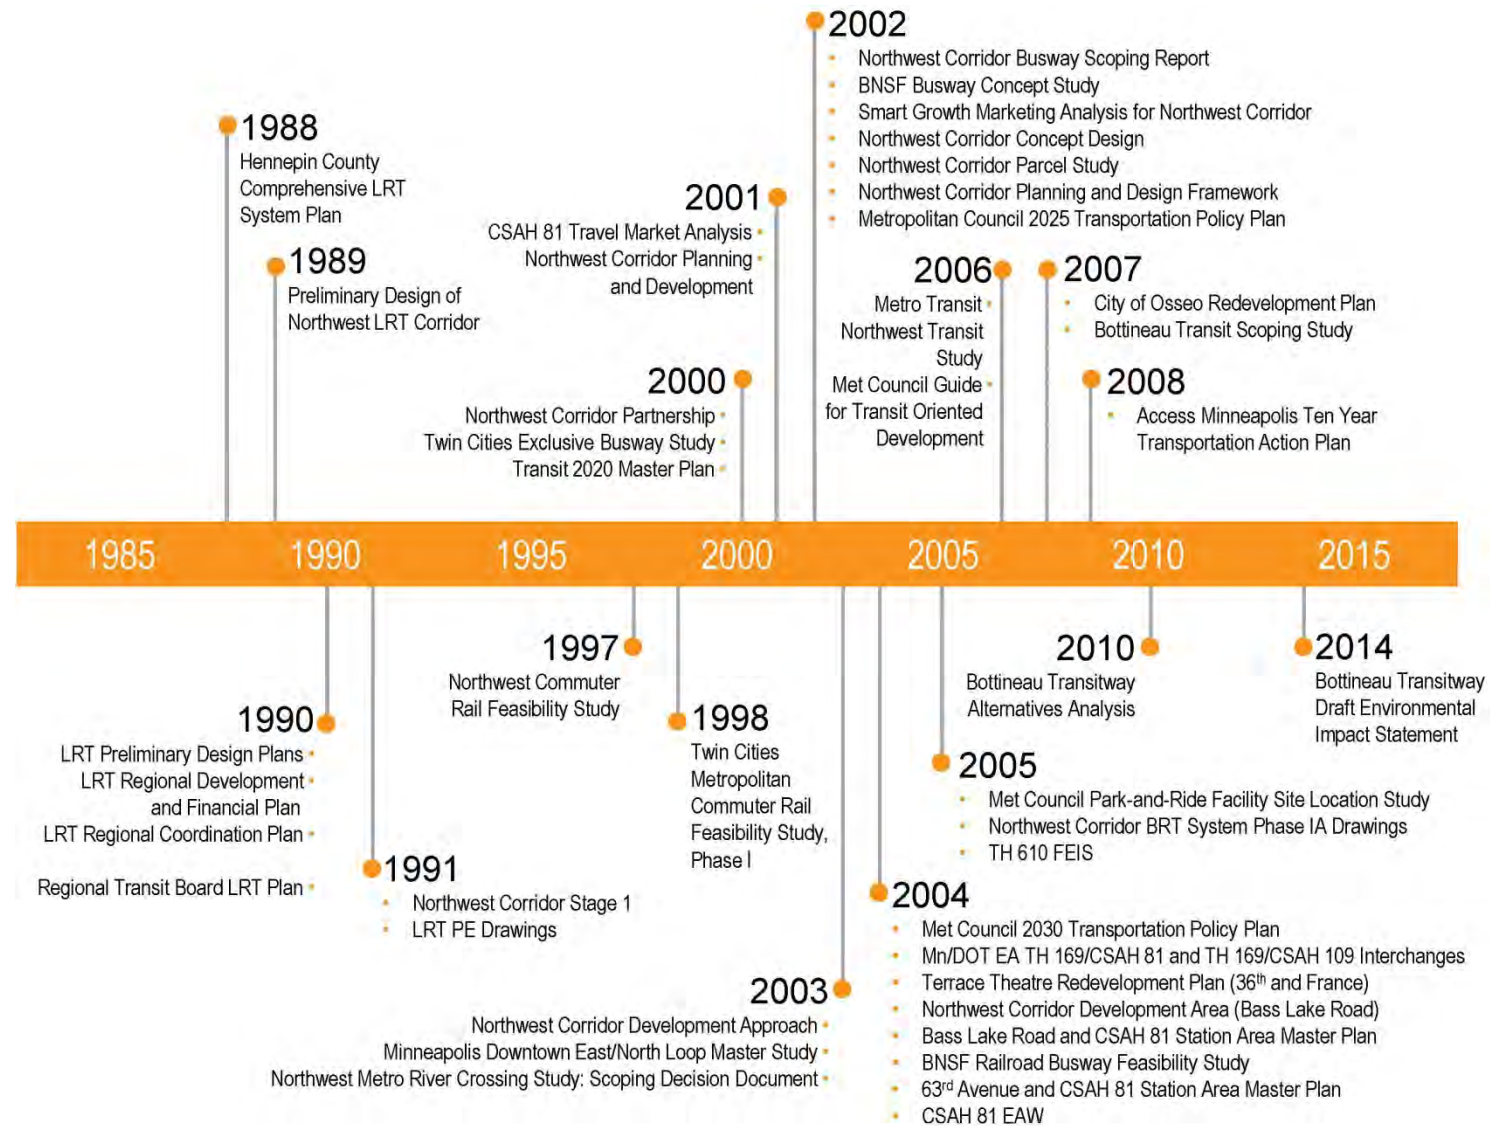 2002
Northwest Corridor Busway Scoping Report
BNSF Busway Concept Study
Smart Growth Marketing Analysis for Northwest Corridor
Northwest Corridor Concept Design
Northwest Corridor Parcel Study
Northwest Corridor Planning and Design Framework
Metropolitan Council 2025 Transportation Policy Plan
1988
Hennepin County
Comprehensive LRT
System Plan
1989
Preliminary Design of
Northwest LRT Corridor
2001
CSAH 81 Travel Market Analysis
Northwest Corridor Planning
and Development
2000
Northwest Corridor Partnership
Twin Cities Exclusive Busway Study
Transit 2020 Master Plan
2006
Metro Transit
Northwest Transit
Study
Met Council Guide
for Transit Oriented
Development
2007
City of Osseo Redevelopment Plan
Bottineau Transit Scoping Study
2008
Access Minneapolis Ten Year
Transportation Action Plan
1985 1990 1995 2000 2005 2010 2015
1990
LRT Preliminary Design Plans
LRT Regional Development
and Financial Plan
LRT Regional Coordination Plan
Regional Transit Board LRT Plan
1991
Northwest Corridor Stage 1
LRT PE Drawings
1997
Northwest Commuter
Rail Feasibility Study
1998
Twin Cities
Metropolitan
Commuter Rail
Feasibility Study,
Phase I
2003
Northwest Corridor Development Approach
Minneapolis Downtown East/North Loop Master Study
Northwest Metro River Crossing Study: Scoping Decision Document
2010
Bottineau Transitway
Alternatives Analysis
2014
Bottineau Transitway
Draft Environmental
Impact Statement
2005
Met Council Park-and-Ride Facility Site Location Study
Northwest Corridor BRT System Phase IA Drawings
TH 610 FEIS
2004
Met Council 2030 Transportation Policy Plan
Mn/DOT EA TH 169/CSAH 81 and TH 169/CSAH 109 Interchanges
Terrace Theatre Redevelopment Plan (36th and France)
Northwest Corridor Development Area (Bass Lake Road)
Bass Lake Road and CSAH 81 Station Area Master Plan
BNSF Railroad Busway Feasibility Study
63rd Avenue and CSAH 81 Station Area Master Plan
CSAH 81 EAW